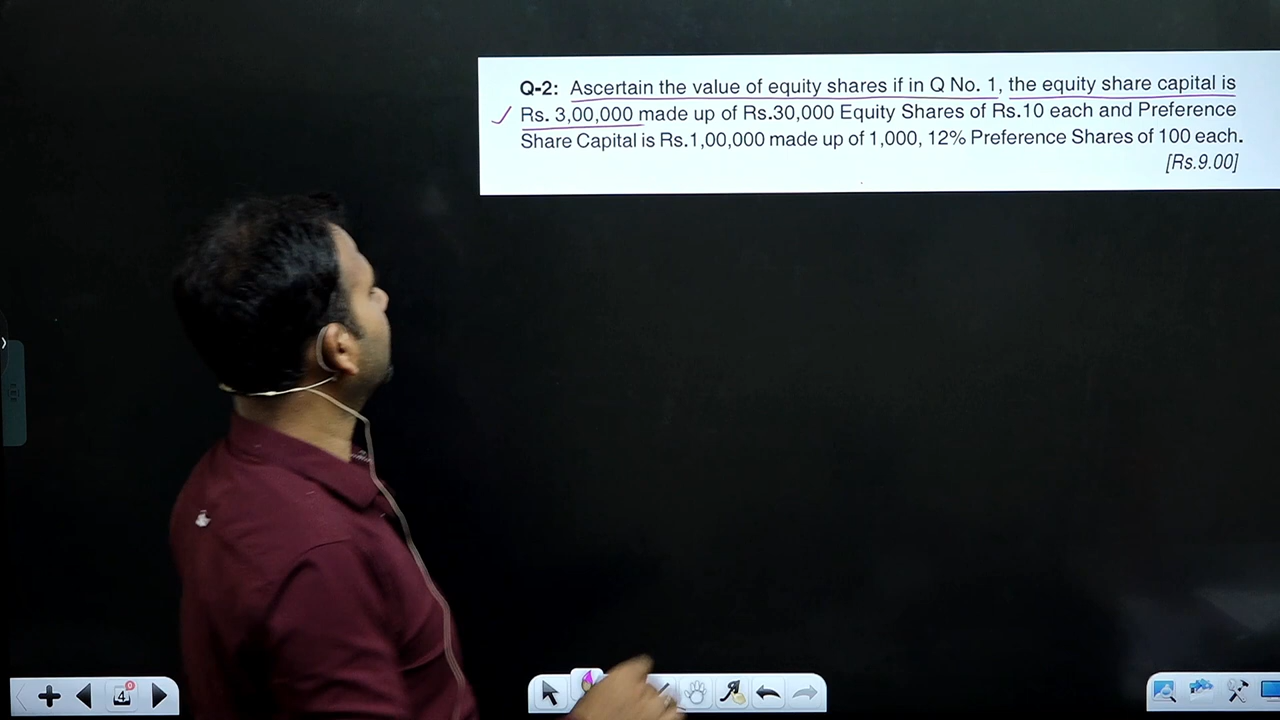 Q-2: Ascertain the value of equity shares if in Q No. 1, the equity share capital is
Rs. 3,00,000 made up of Rs.30,000 Equity Shares of Rs.10 each and Preference
Share Capital is Rs.1,00,000 made up of 1,000, 12% Preference Shares of 100 each.
[Rs.9.00]
4
0